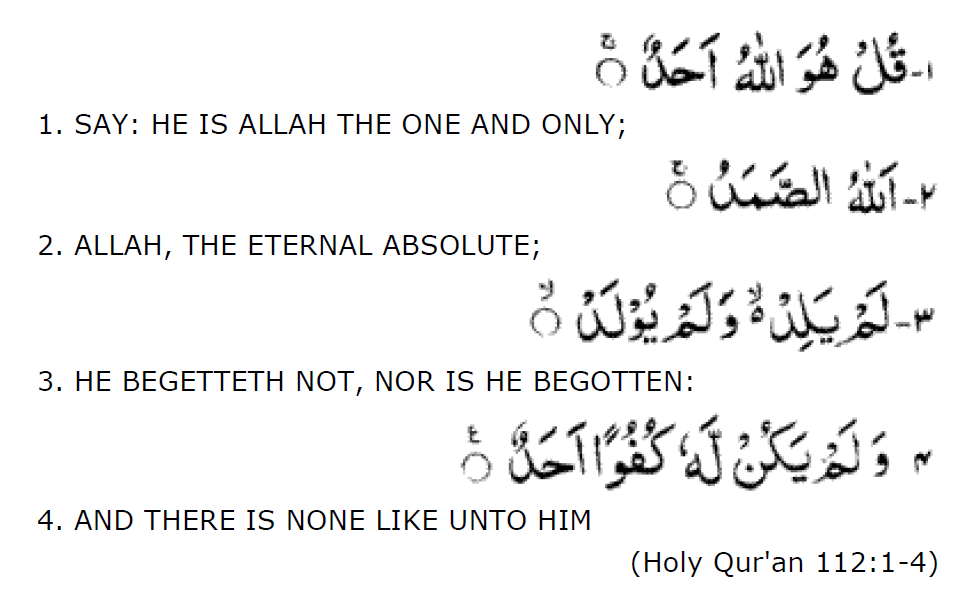 ١- قُلْ هُوَ اللّٰهُ اَحَدٌ ۚ○
1. SAY: HE IS ALLAH THE ONE AND ONLY;
٢- اَللّٰهُ الصَّمَدُ ۚ○
2. ALLAH, THE ETERNAL ABSOLUTE;
٣- لَمْ يَلِدْ ۙ۬ وَلَمْ يُوْلَدْ ۙ○
3. HE BEGETTETH NOT, NOR IS HE BEGOTTEN:
۴ وَلَمْ يَكُنْ لَّهٗ كُفُوًا اَحَدٌ ○
4. AND THERE IS NONE LIKE UNTO HIM
(Holy Qur'an 112:1-4)